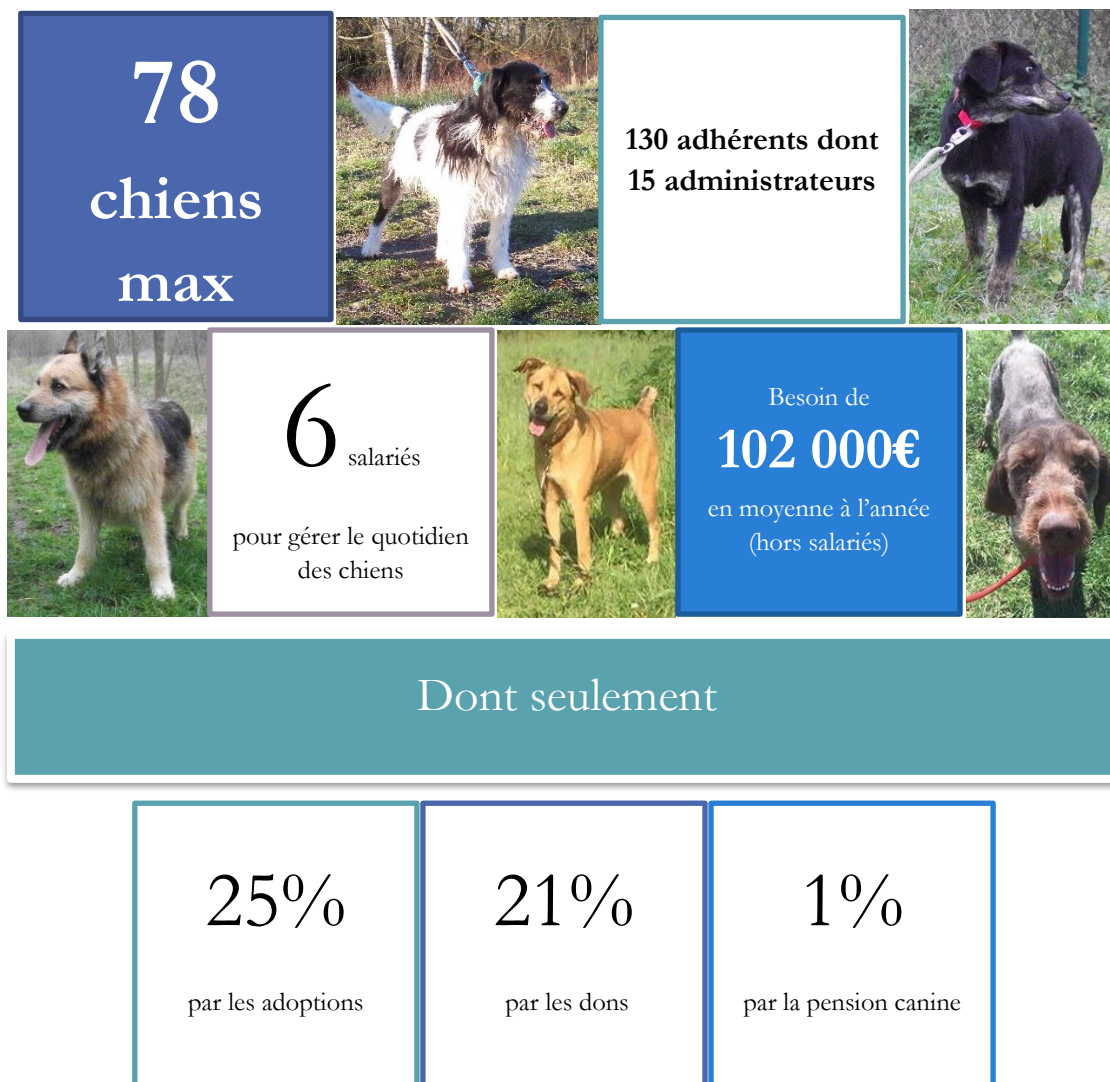 78
chiens
max
130 adhérents dont
15 administrateurs
6 salariés
pour gérer le quotidien
des chiens
Besoin de
102 000€
en moyenne à l’année
(hors salariés)
Dont seulement
25%
par les adoptions
21%
par les dons
1%
par la pension canine